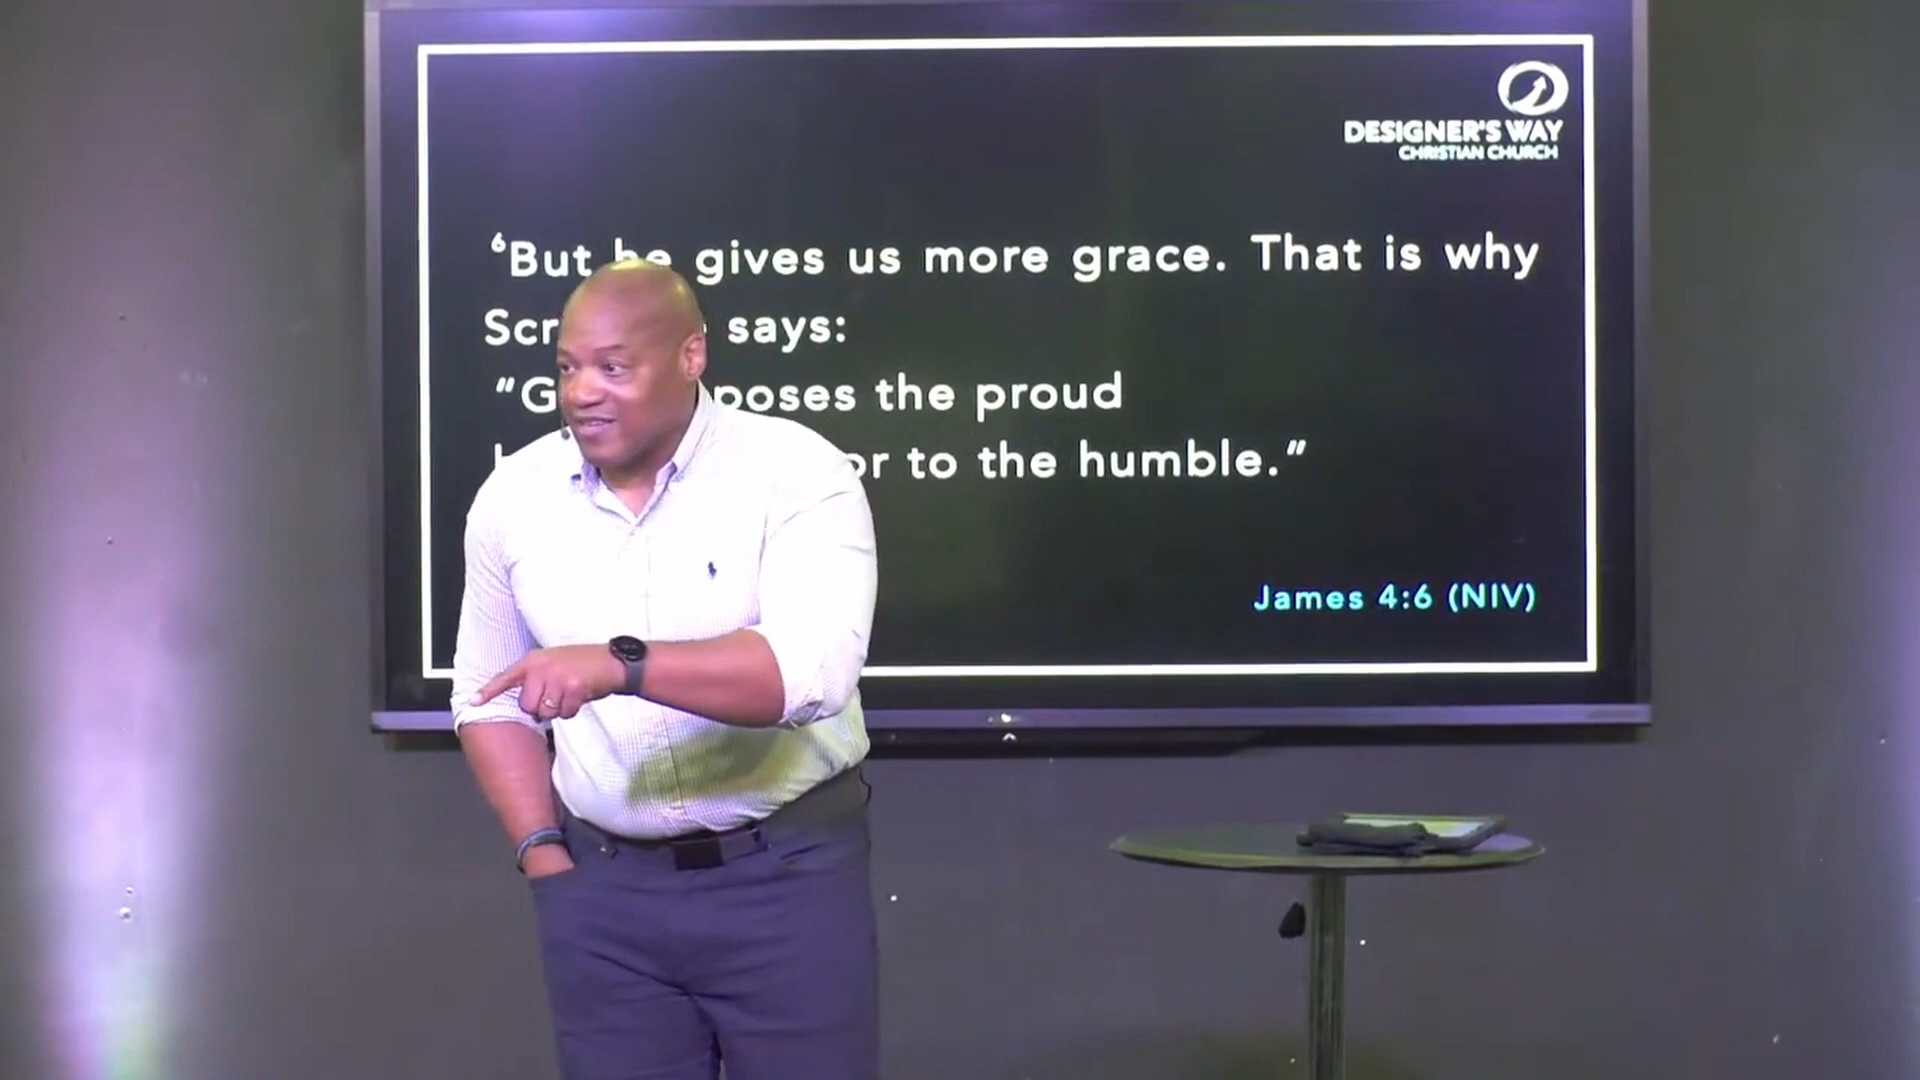 DESIGNER'S WAY
CHRISTIAN CHURCH
⁶But he gives us more grace. That is why
says:
the proud
to the humble.”
James 4:6 (NIV)